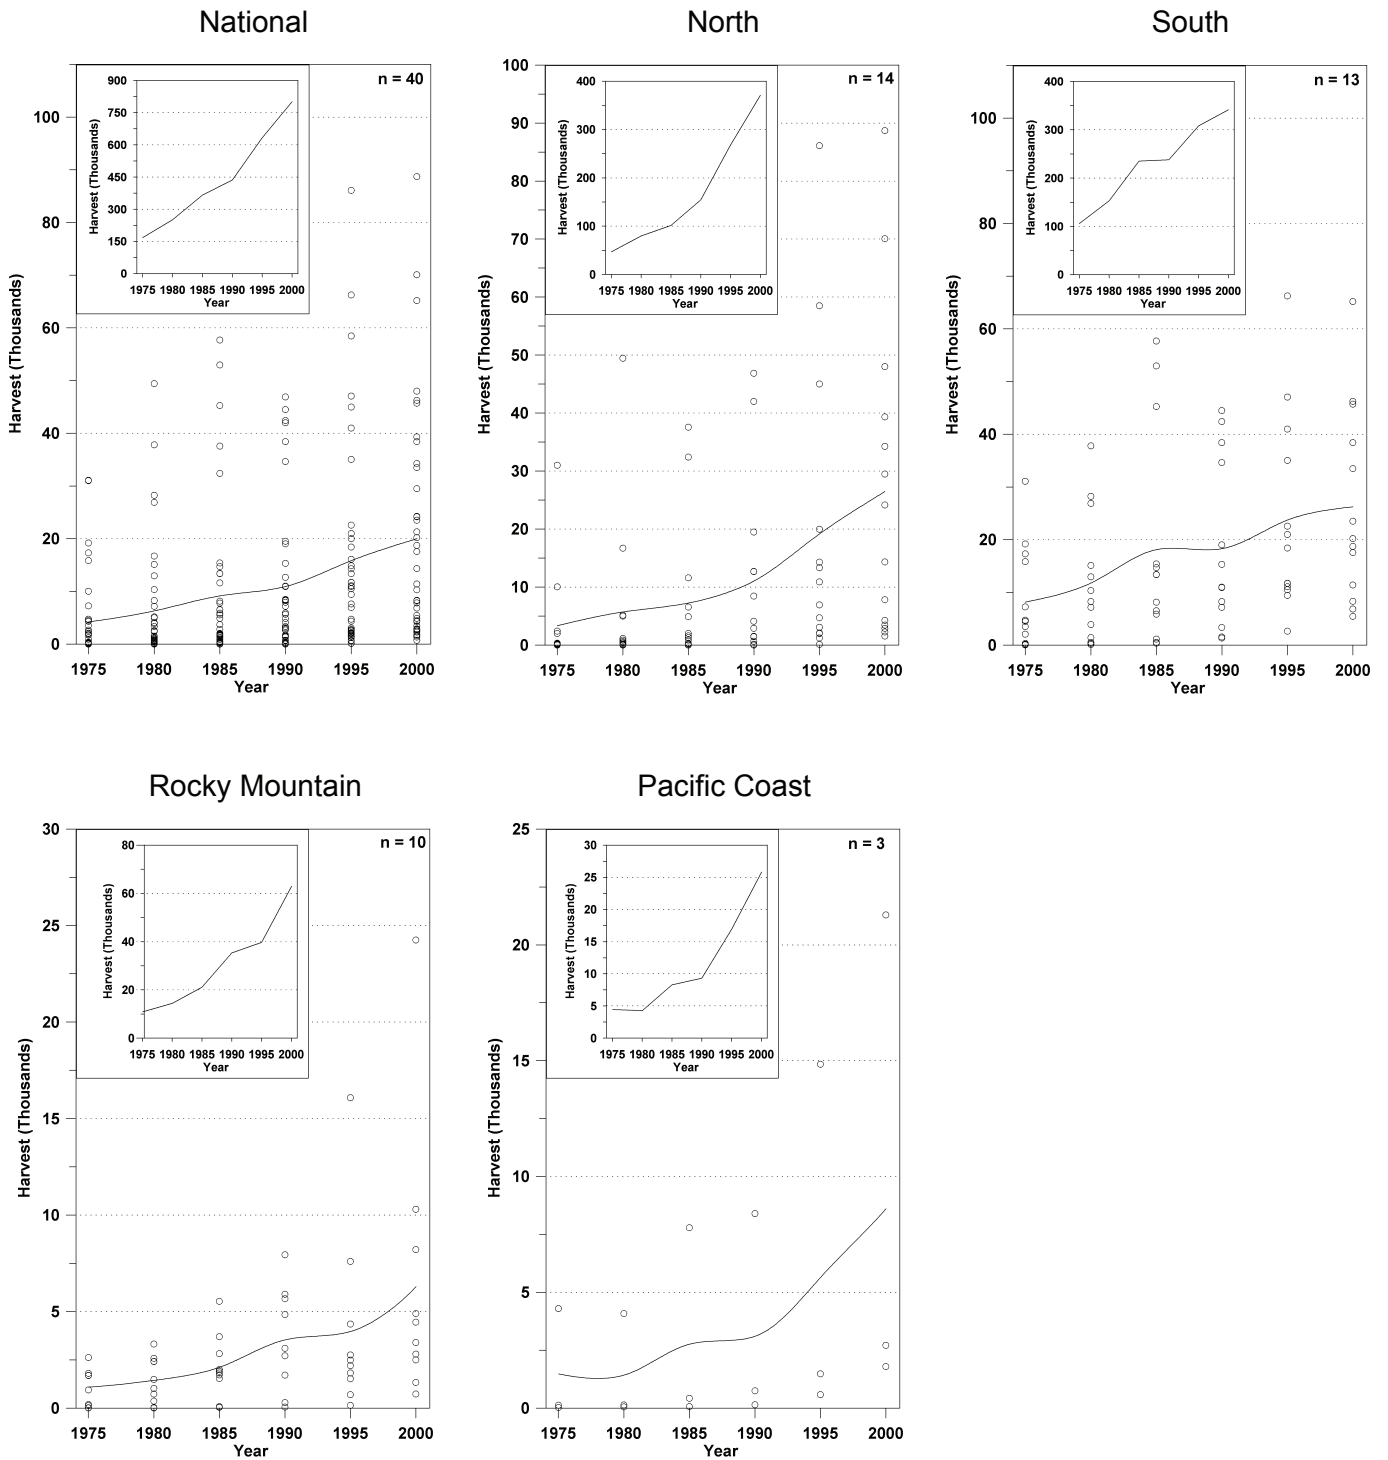 National
North
South
n = 40
900
750
600
450
300
150
0
Harvest (Thousands)
1975 1980 1985 1990 1995 2000
Year
100
80
60
40
20
0
Harvest (Thousands)
1975 1980 1985 1990 1995 2000
Year
n = 14
400
300
200
100
0
Harvest (Thousands)
1975 1980 1985 1990 1995 2000
Year
100
90
80
70
60
50
40
30
20
10
0
Harvest (Thousands)
1975 1980 1985 1990 1995 2000
Year
n = 13
400
300
200
100
0
Harvest (Thousands)
1975 1980 1985 1990 1995 2000
Year
100
80
60
40
20
0
Harvest (Thousands)
1975 1980 1985 1990 1995 2000
Year
Rocky Mountain
Pacific Coast
n = 10
80
60
40
20
0
Harvest (Thousands)
1975 1980 1985 1990 1995 2000
Year
30
25
20
15
10
5
0
Harvest (Thousands)
1975 1980 1985 1990 1995 2000
Year
n = 3
30
25
20
15
10
5
0
Harvest (Thousands)
1975 1980 1985 1990 1995 2000
Year
25
20
15
10
5
0
Harvest (Thousands)
1975 1980 1985 1990 1995 2000
Year